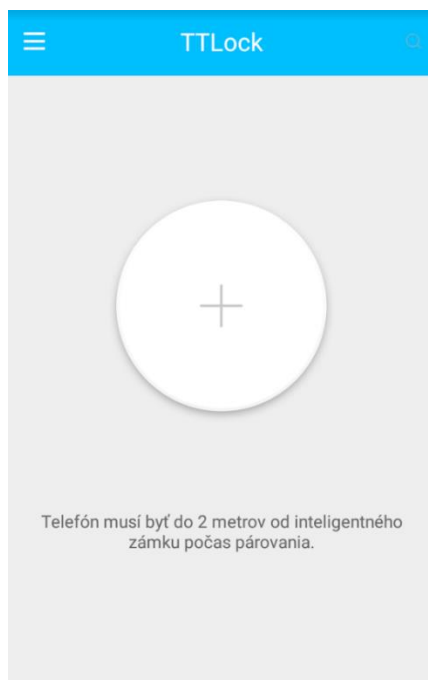 TTLock
Telefón musí byť do 2 metrov od inteligentného
zámku počas párovania.